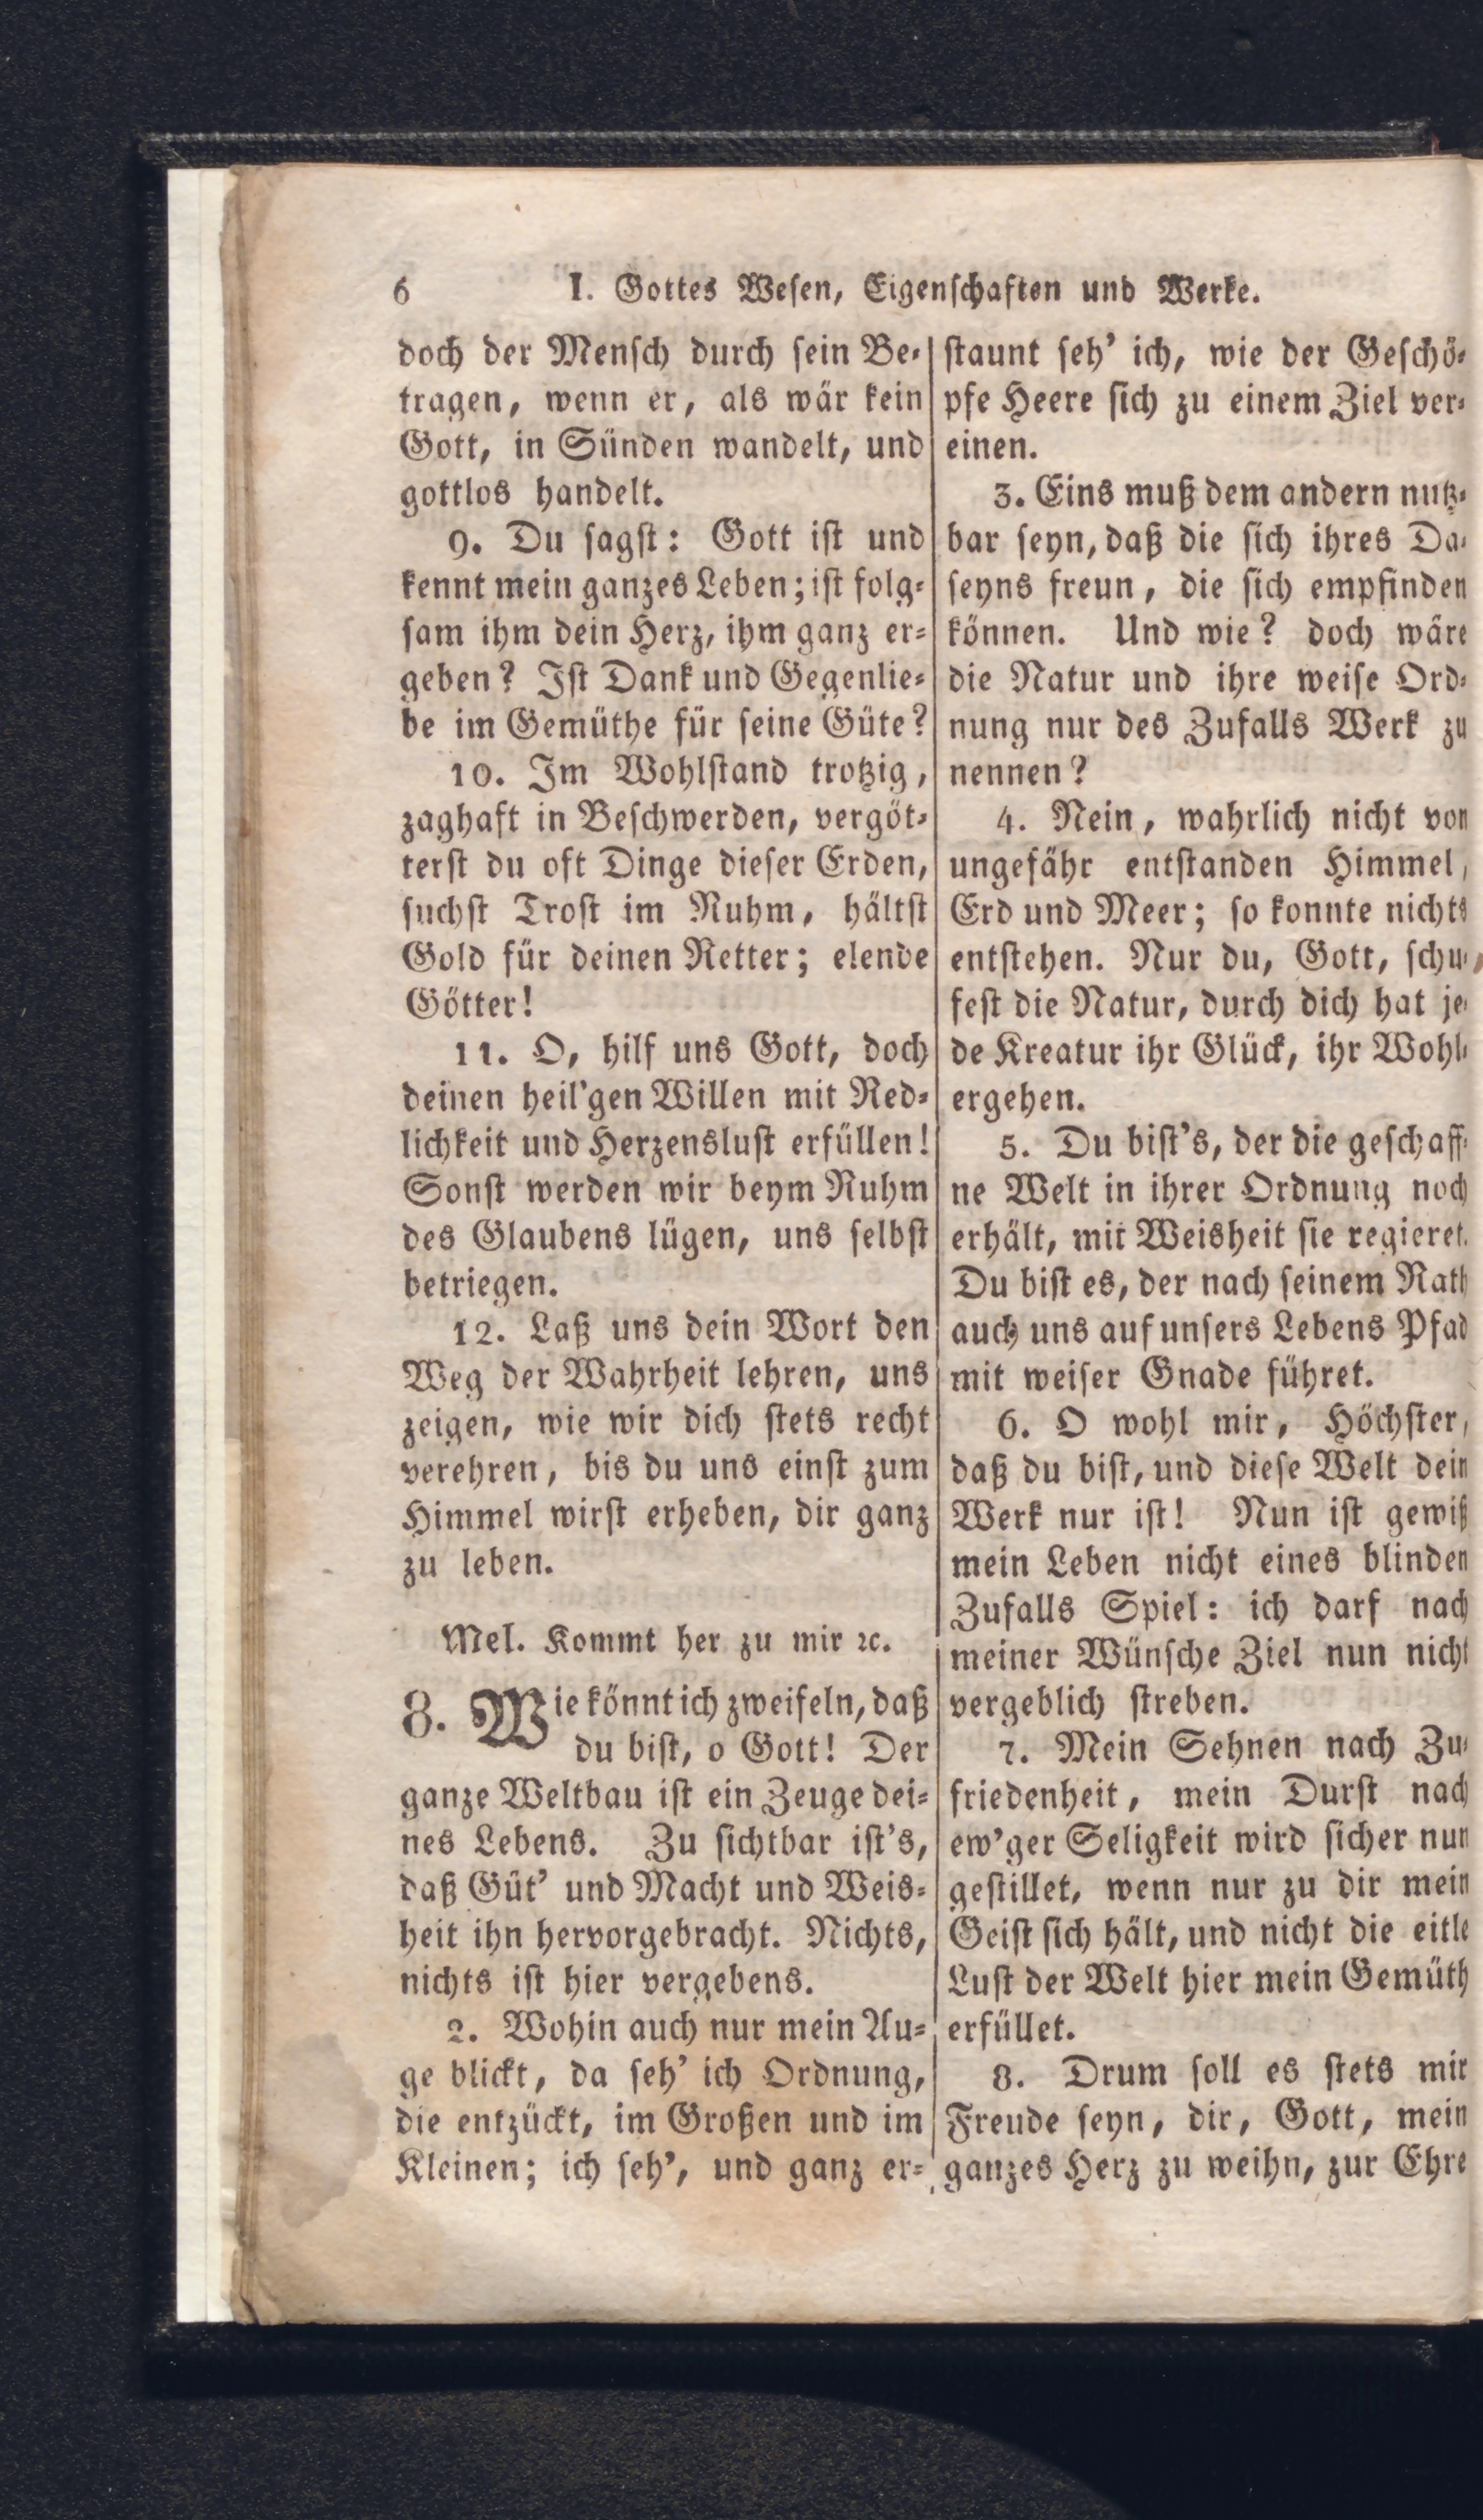 6 I. Gottes Wesen, Eigenschaften und Werke.
doch der Mensch durch sein Be-
tragen, wenn er, als wär kein
Gott, in Sünden wandelt, und
gottlos handelt.
9. Du sagst: Gott ist und
kennt mein ganzes Leben; ist folg-
sam ihm dein Herz, ihm ganz er-
geben? Ist Dank und Gegenlie-
be im Gemüthe für seine Güte?
10. Im Wohlstand trotzig,
zaghaft in Beschwerden, vergöt-
terst du oft Dinge dieser Erden,
suchst Trost im Ruhm, hältst
Gold für deinen Retter; elende
Götter!
11. O, hilf uns Gott, doch
deinen heil'gen Willen mit Red-
lichkeit und Herzenslust erfüllen!
Sonst werden wir beym Ruhm
des Glaubens lügen, uns selbst
betriegen.
12. Laß uns dein Wort den
Weg der Wahrheit lehren, uns
zeigen, wie wir dich stets recht
verehren, bis du uns einst zum
Himmel wirst erheben, dir ganz
zu leben.
Mel. Kommt her zu mir ꝛc.
8. Wie könnt ich zweifeln, daß
du bist, o Gott! Der
ganze Weltbau ist ein Zeuge dei-
nes Lebens. Zu sichtbar ist's,
daß Güt' und Macht und Weis-
heit ihn hervorgebracht. Nichts,
nichts ist hier vergebens.
2. Wohin auch nur mein Au-
ge blickt, da seh' ich Ordnung,
die entzückt, im Großen und im
Kleinen; ich seh', und ganz er-
staunt seh' ich, wie der Geschö-
pfe Heere sich zu einem Ziel ver-
einen.
3. Eins muß dem andern nutz-
bar seyn, daß die sich ihres Da-
seyns freun, die sich empfinden
können. Und wie? doch wäre
die Natur und ihre weise Ord-
nung nur des Zufalls Werk zu
nennen?
4. Nein, wahrlich nicht von
ungefähr entstanden Himmel,
Erd und Meer; so konnte nichts
entstehen. Nur du, Gott, schu-
fest die Natur, durch dich hat je-
de Kreatur ihr Glück, ihr Wohl-
ergehen.
5. Du bist's, der die geschaff-
ne Welt in ihrer Ordnung noch
erhält, mit Weisheit sie regieret.
Du bist es, der nach seinem Rath
auch uns auf unsers Lebens Pfad
mit weiser Gnade führet.
6. O wohl mir, Höchster,
daß du bist, und diese Welt dein
Werk nur ist! Nun ist gewiß
mein Leben nicht eines blinden
Zufalls Spiel: ich darf nach
meiner Wünsche Ziel nun nicht
vergeblich streben.
7. Mein Sehnen nach Zu-
friedenheit, mein Durst nach
ew'ger Seligkeit wird sicher nun
gestillet, wenn nur zu dir mein
Geist sich hält, und nicht die eitle
Lust der Welt hier mein Gemüth
erfüllet.
8. Drum soll es stets mir
Freude seyn, dir, Gott, mein
ganzes Herz zu weihn, zur Ehre